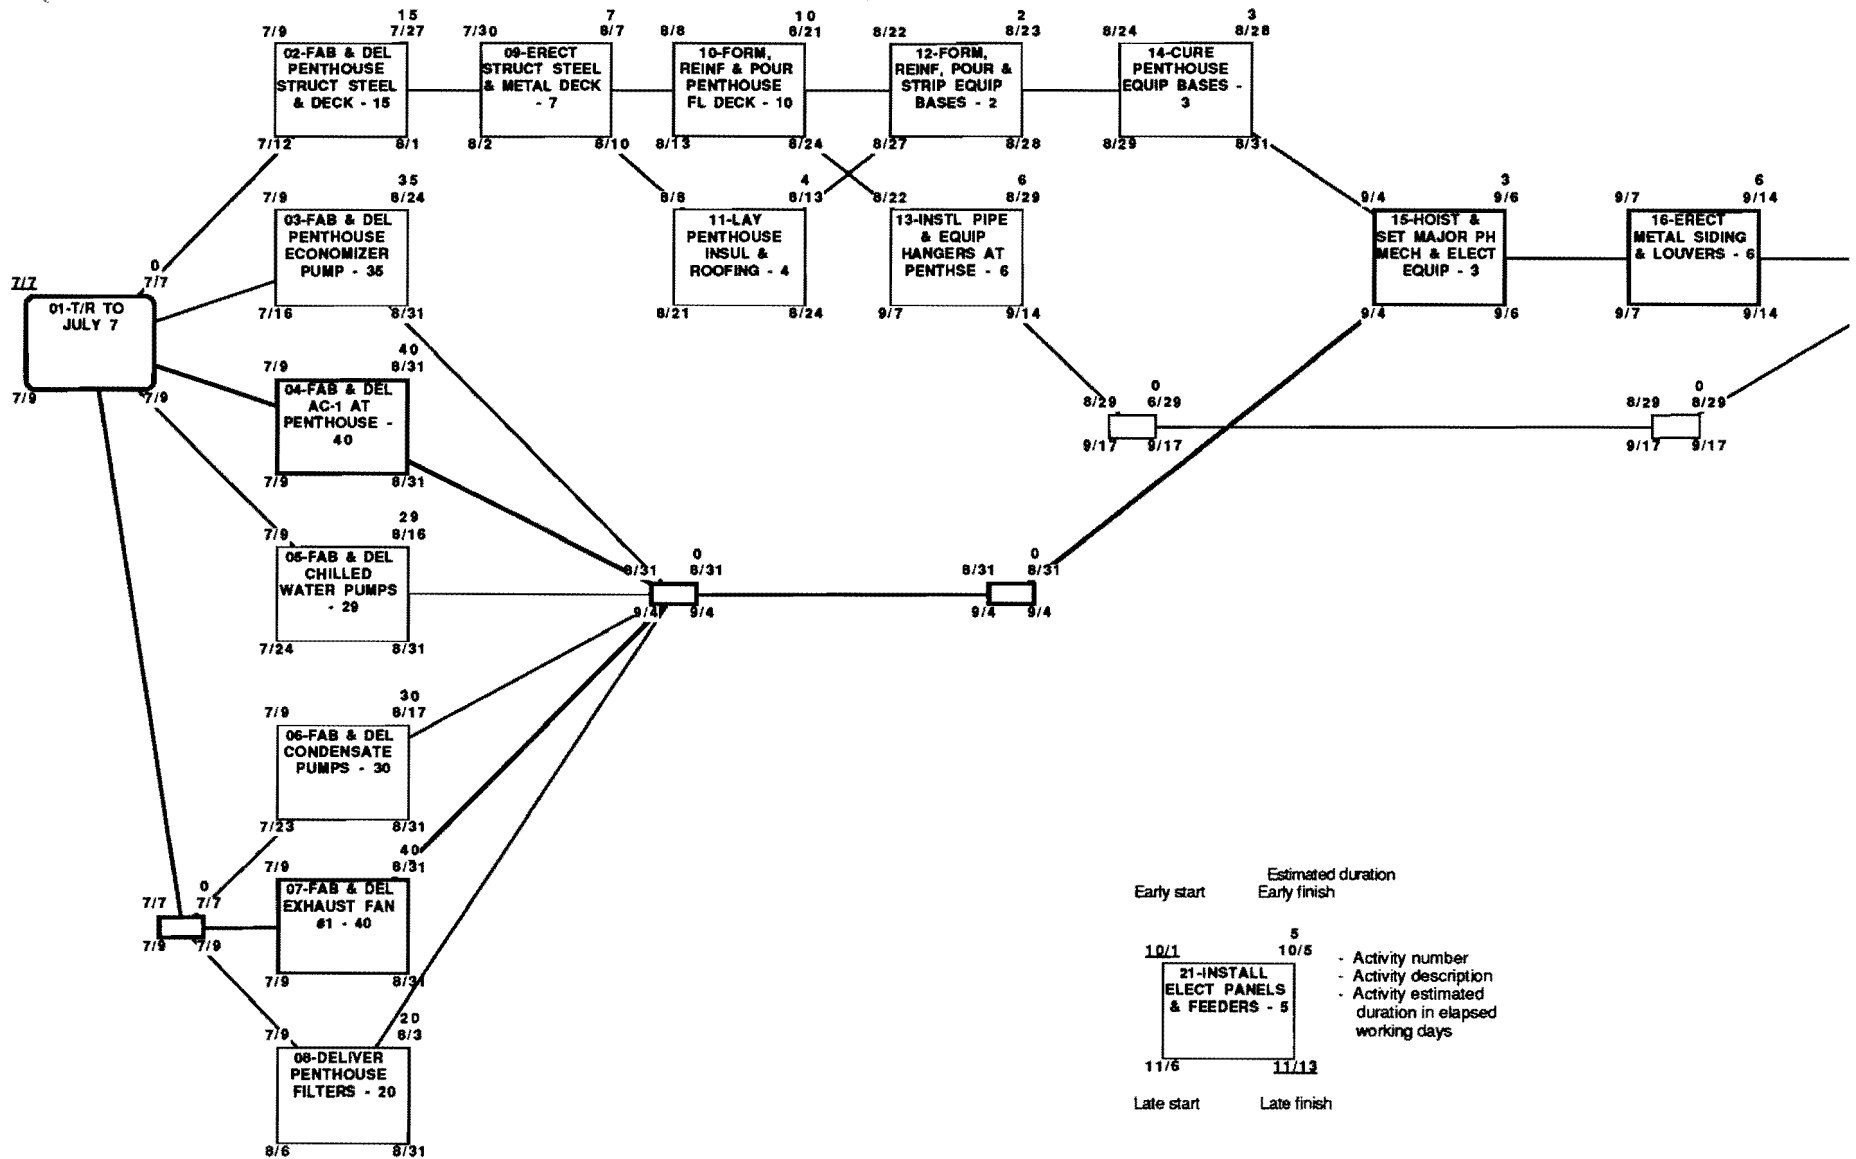 15
7/9 7/27
02-FAB & DEL
PENTHOUSE
STRUCT STEEL
& DECK - 15
7/12 8/1
7
7/30 8/7
09-ERECT
STRUCT STEEL
& METAL DECK
- 7
8/2 8/10
10
8/8 8/21
10-FORM,
REINF & POUR
PENTHOUSE
FL DECK - 10
8/13 8/24
2
8/22 8/23
12-FORM,
REINF, POUR &
STRIP EQUIP
BASES - 2
8/27 8/28
3
8/24 8/28
14-CURE
PENTHOUSE
EQUIP BASES -
3
8/29 8/31
35
7/9 8/24
03-FAB & DEL
PENTHOUSE
ECONOMIZER
PUMP - 35
7/16 8/31
4
8/8 8/13
11-LAY
PENTHOUSE
INSUL &
ROOFING - 4
8/21 8/24
6
8/22 8/29
13-INSTL PIPE
& EQUIP
HANGERS AT
PENTHSE - 6
9/7 9/14
3
9/4 9/6
15-HOIST &
SET MAJOR PH
MECH & ELECT
EQUIP - 3
9/4 9/6
6
9/7 9/14
16-ERECT
METAL SIDING
& LOUVERS - 6
9/7 9/14
0
7/7 7/7
01-T/R TO
JULY 7
7/9 7/9
40
7/9 8/31
04-FAB & DEL
AC-1 AT
PENTHOUSE -
40
7/9 8/31
0
8/29 8/29
9/17 9/17
0
8/29 8/29
9/17 9/17
29
7/9 8/16
05-FAB & DEL
CHILLED
WATER PUMPS
- 29
7/24 8/31
0
8/31 8/31
9/4 9/4
0
8/31 8/31
9/4 9/4
30
7/9 8/17
06-FAB & DEL
CONDENSATE
PUMPS - 30
7/23 8/31
0
7/7 7/7
7/9 7/9
40
7/9 8/31
07-FAB & DEL
EXHAUST FAN
#1 - 40
7/9 8/31
20
7/9 8/3
08-DELIVER
PENTHOUSE
FILTERS - 20
8/6 8/31
Estimated duration
Early start Early finish
5
10/1 10/5
21-INSTALL
ELECT PANELS
& FEEDERS - 5
11/6 11/13
- Activity number
- Activity description
- Activity estimated
duration in elapsed
working days
Late start Late finish